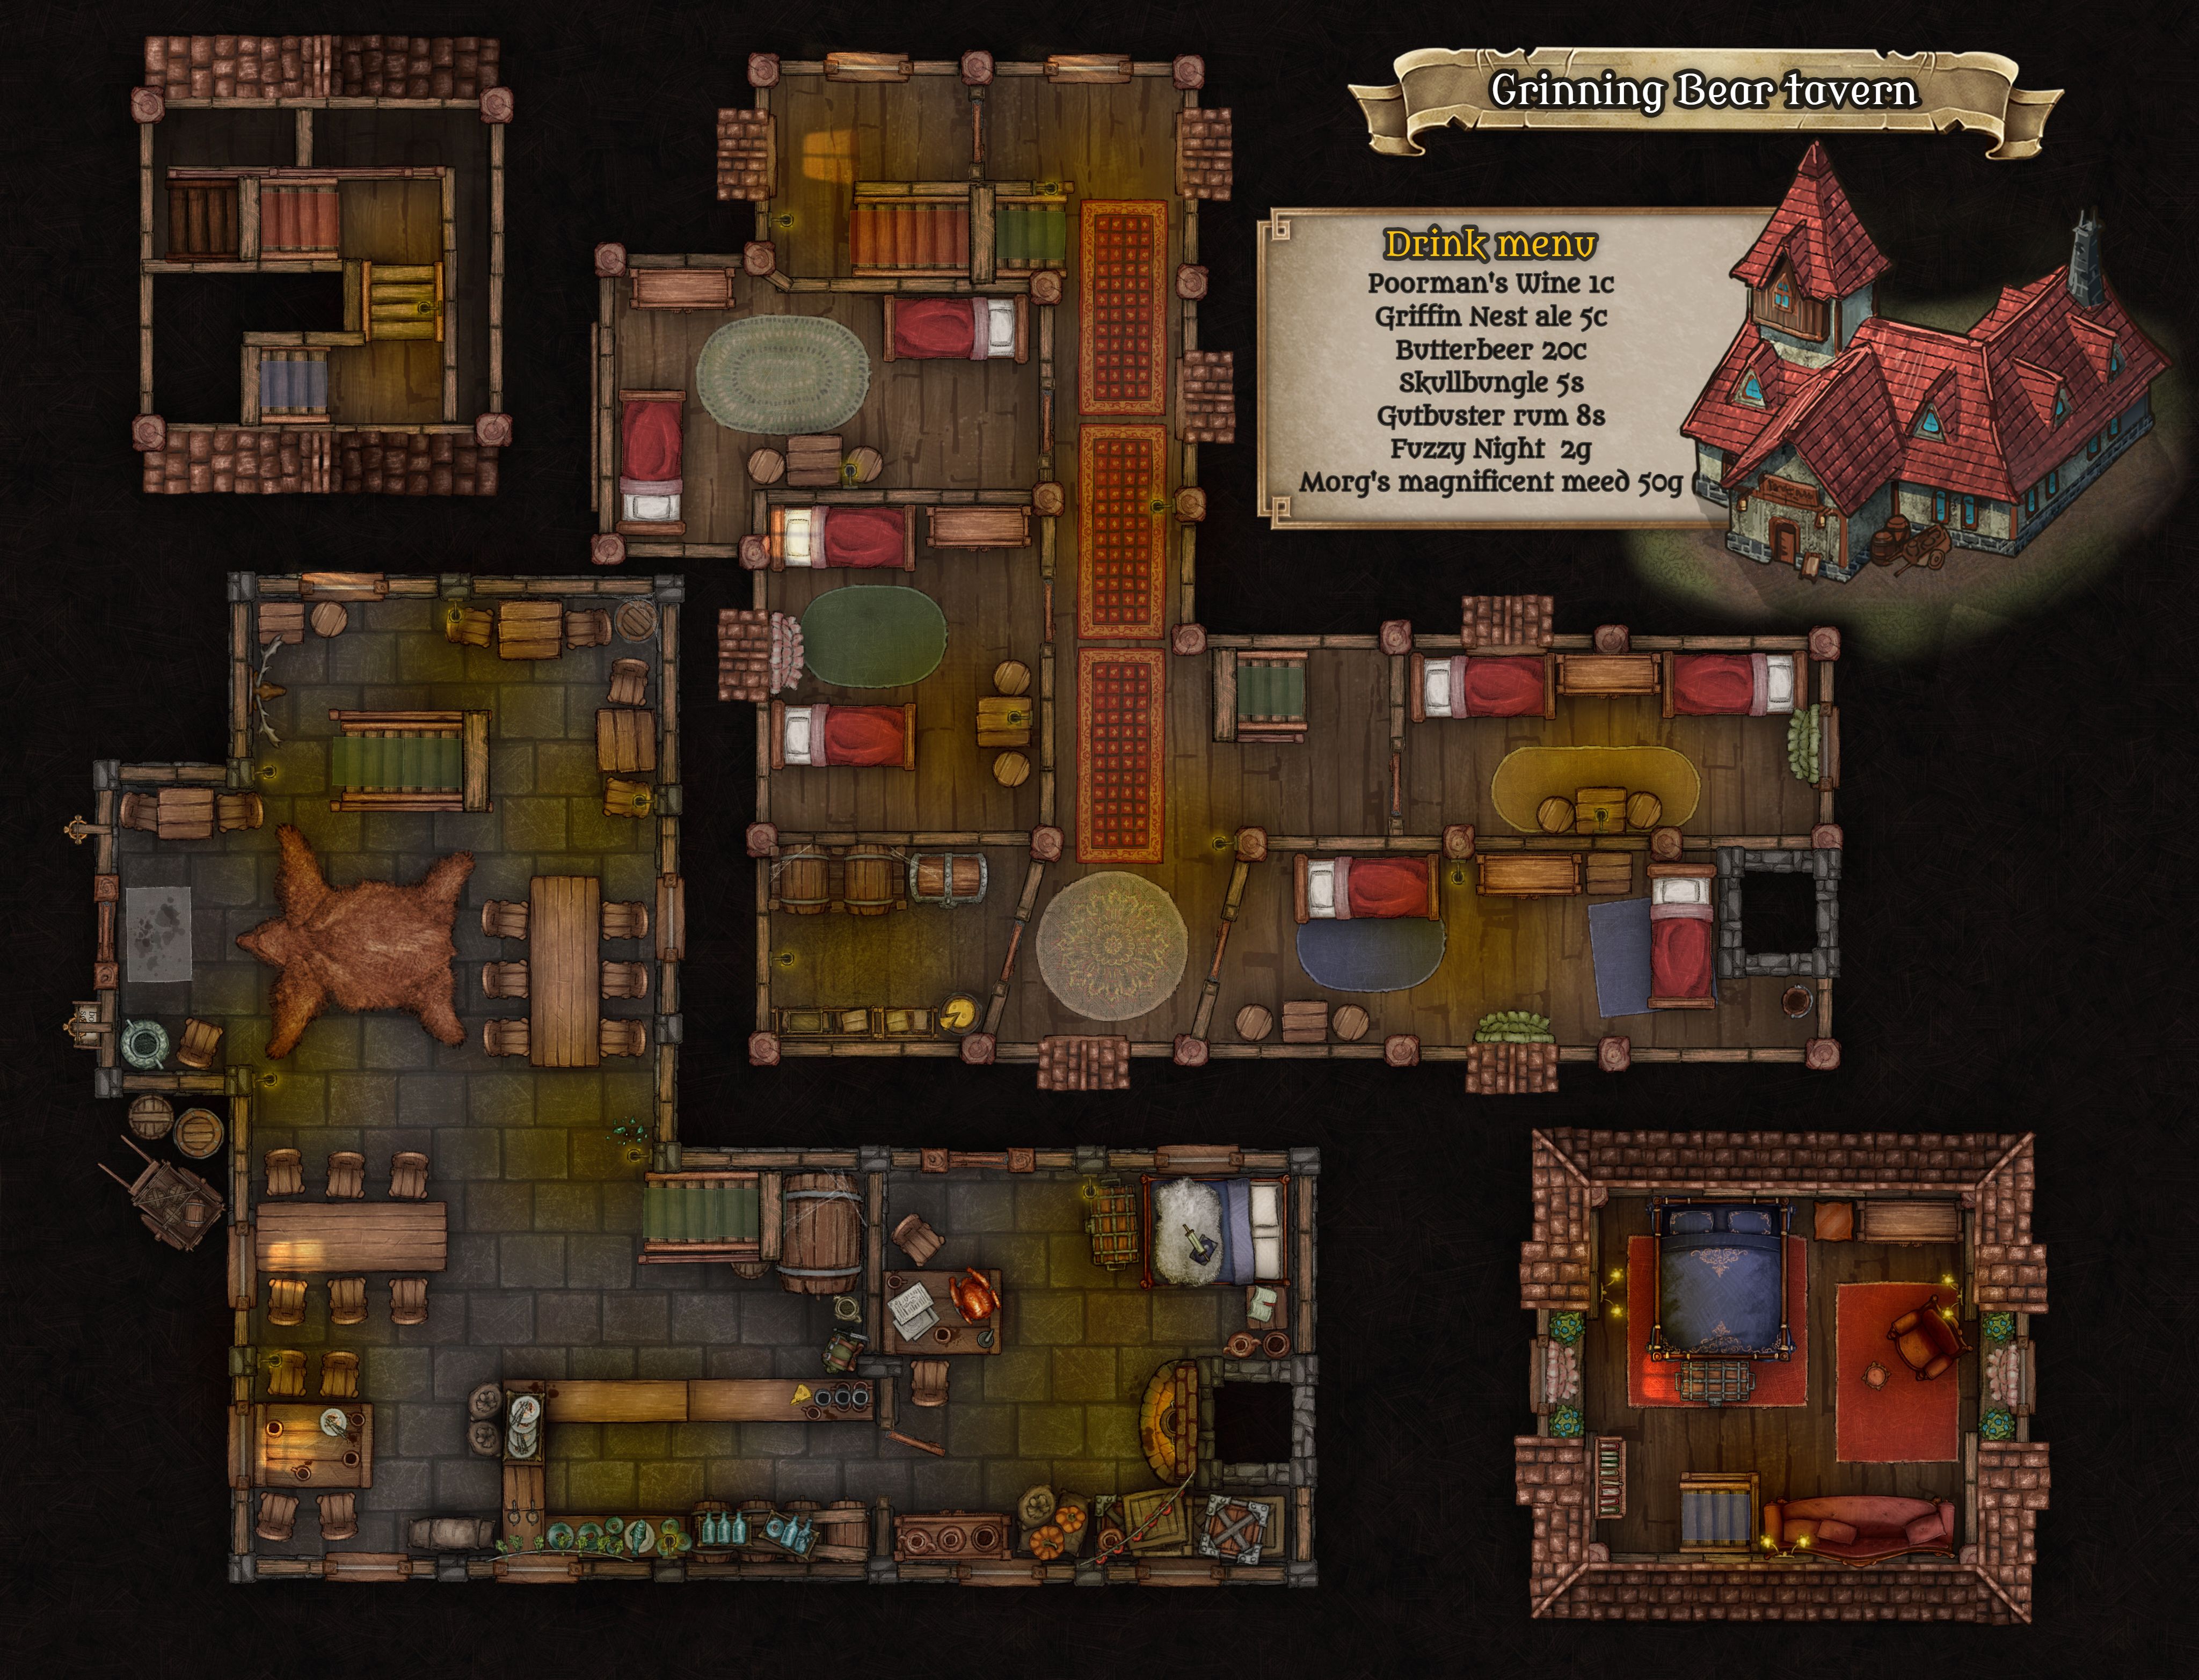 Grinning Bear tavern
Drink menu
Poorman's Wine 1c
Griffin Nest ale 5c
Butterbeer 20c
Skullbungle 5s
Gutbuster rum 8s
Fuzzy Night 2g
Morg's magnificent meed 50g